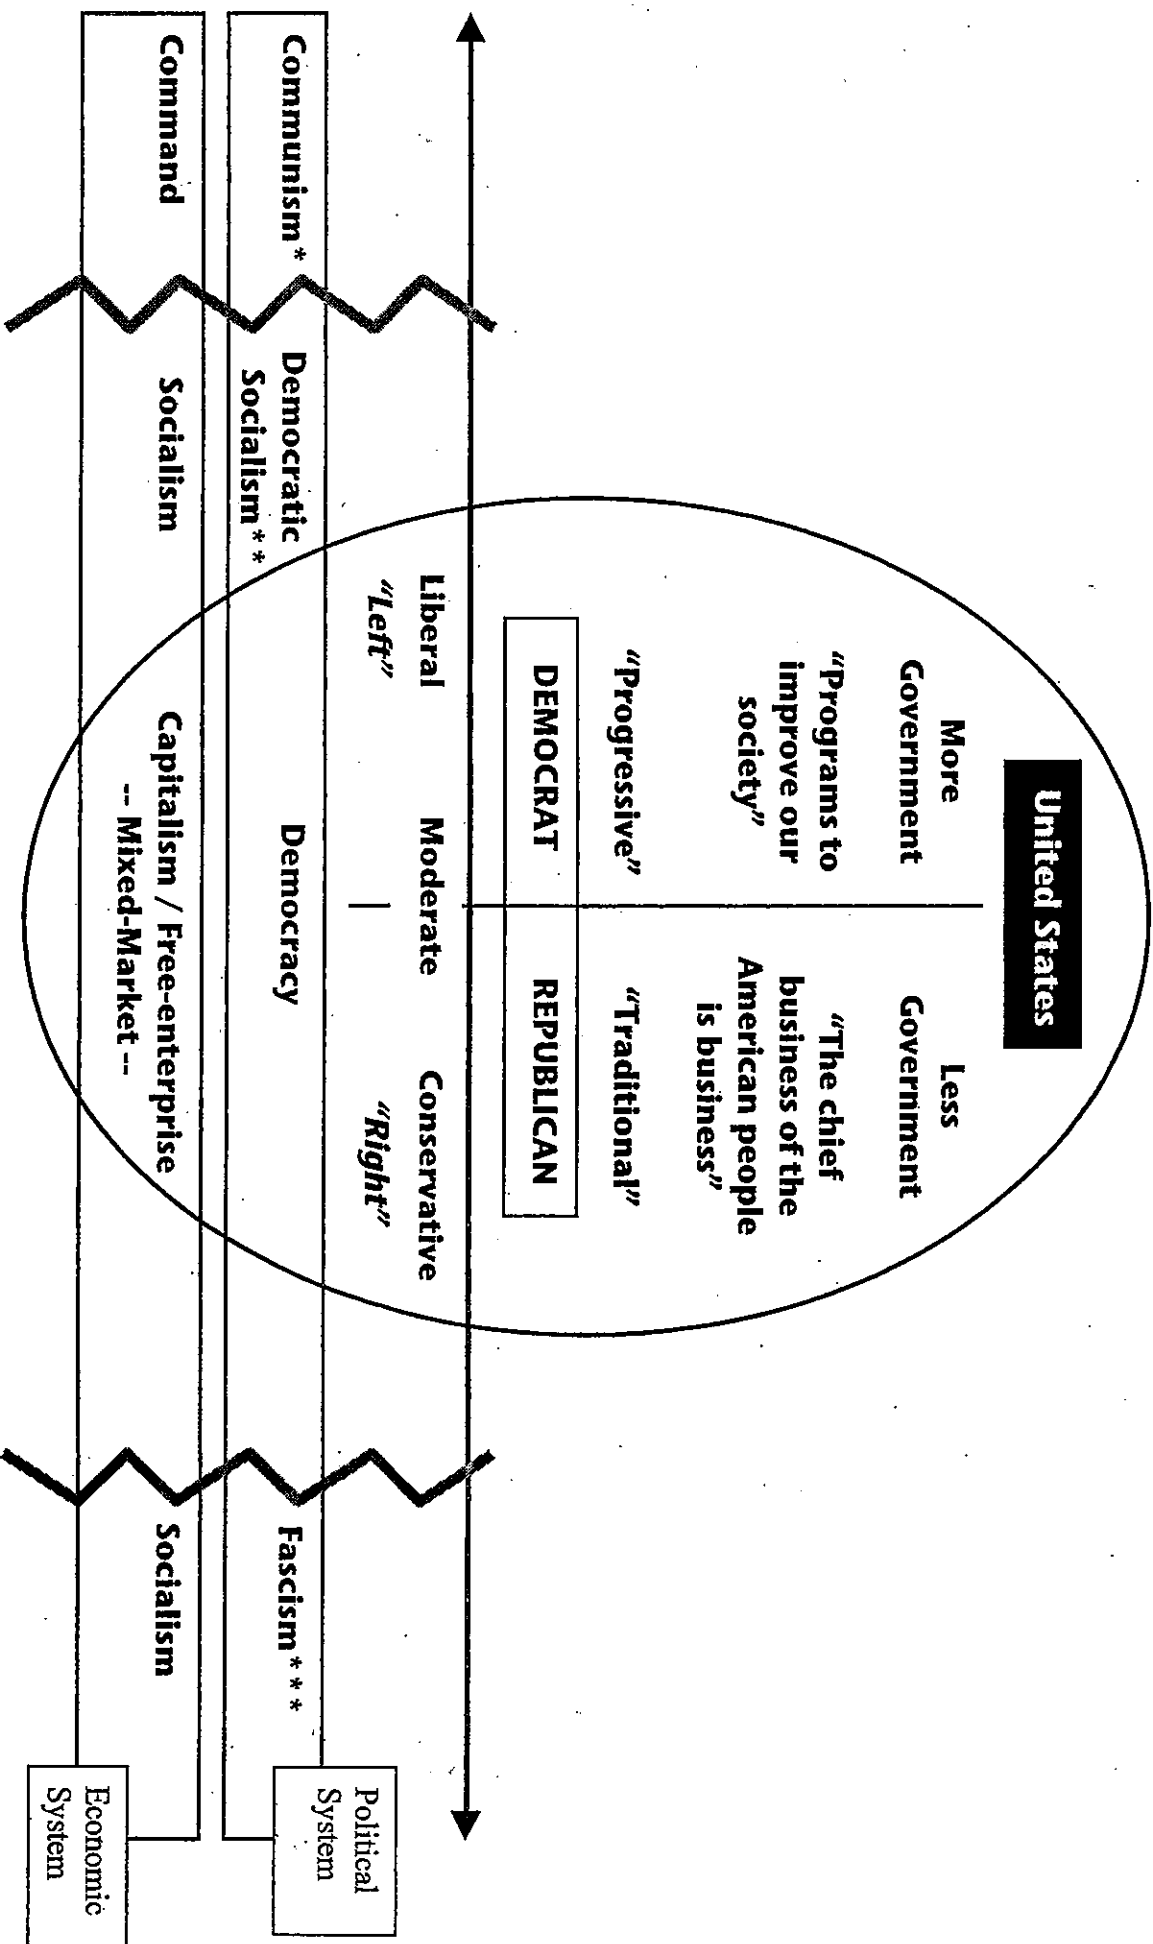 United States
More
Government
Less
Government
“Programs to
improve our
society”
“The chief
business of the
American people
is business”
“Progressive”
“Traditional”
DEMOCRAT
REPUBLICAN
Liberal
Moderate
Conservative
“Left”
“Right”
Communism*
Democratic
Socialism**
Democracy
Fascism***
Political
System
Command
Socialism
Capitalism / Free-enterprise
-- Mixed-Market --
Socialism
Economic
System